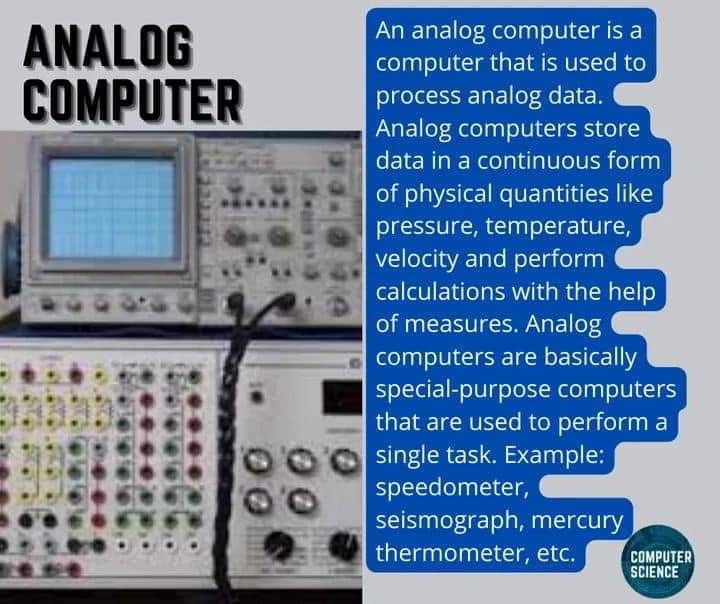 ANALOG
COMPUTER
An analog computer is a
computer that is used to
process analog data.
Analog computers store
data in a continuous form
of physical quantities like
pressure, temperature,
velocity and perform
calculations with the help
of measures. Analog
computers are basically
special-purpose computers
that are used to perform a
single task. Example:
speedometer,
seismograph, mercury
thermometer, etc.
COMPUTER
SCIENCE